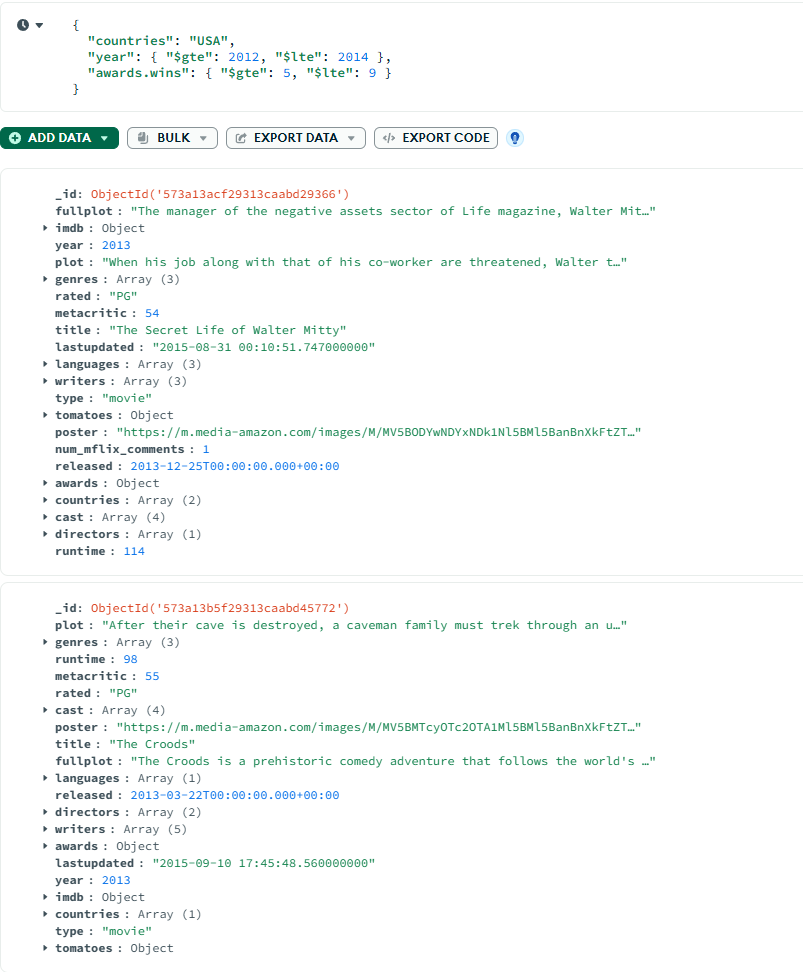 {
"countries": "USA",
"year": { "$gte": 2012, "$lte": 2014 },
"awards.wins": { "$gte": 5, "$lte": 9 }
}
ADD DATA BULK EXPORT DATA EXPORT CODE
_id: ObjectId('573a13acf29313caabd29366')
fullplot : "The manager of the negative assets sector of Life magazine, Walter Mit…"
imdb : Object
year : 2013
plot : "When his job along with that of his co-worker are threatened, Walter t…"
genres : Array (3)
rated : "PG"
metacritic : 54
title : "The Secret Life of Walter Mitty"
lastupdated : "2015-08-31 00:10:51.747000000"
languages : Array (3)
writers : Array (3)
type : "movie"
tomatoes : Object
poster : "https://m.media-amazon.com/images/M/MV5BODYwNDYxNDk1Nl5BMl5BanBnXkFtZT…"
num_mflix_comments : 1
released : 2013-12-25T00:00:00.000+00:00
awards : Object
countries : Array (2)
cast : Array (4)
directors : Array (1)
runtime : 114
_id: ObjectId('573a13b5f29313caabd45772')
plot : "After their cave is destroyed, a caveman family must trek through an u…"
genres : Array (3)
runtime : 98
metacritic : 55
rated : "PG"
cast : Array (4)
poster : "https://m.media-amazon.com/images/M/MV5BMTcyOTc2OTA1Ml5BMl5BanBnXkFtZT…"
title : "The Croods"
fullplot : "The Croods is a prehistoric comedy adventure that follows the world's …"
languages : Array (1)
released : 2013-03-22T00:00:00.000+00:00
directors : Array (2)
writers : Array (5)
awards : Object
lastupdated : "2015-09-10 17:45:48.560000000"
year : 2013
imdb : Object
countries : Array (1)
type : "movie"
tomatoes : Object